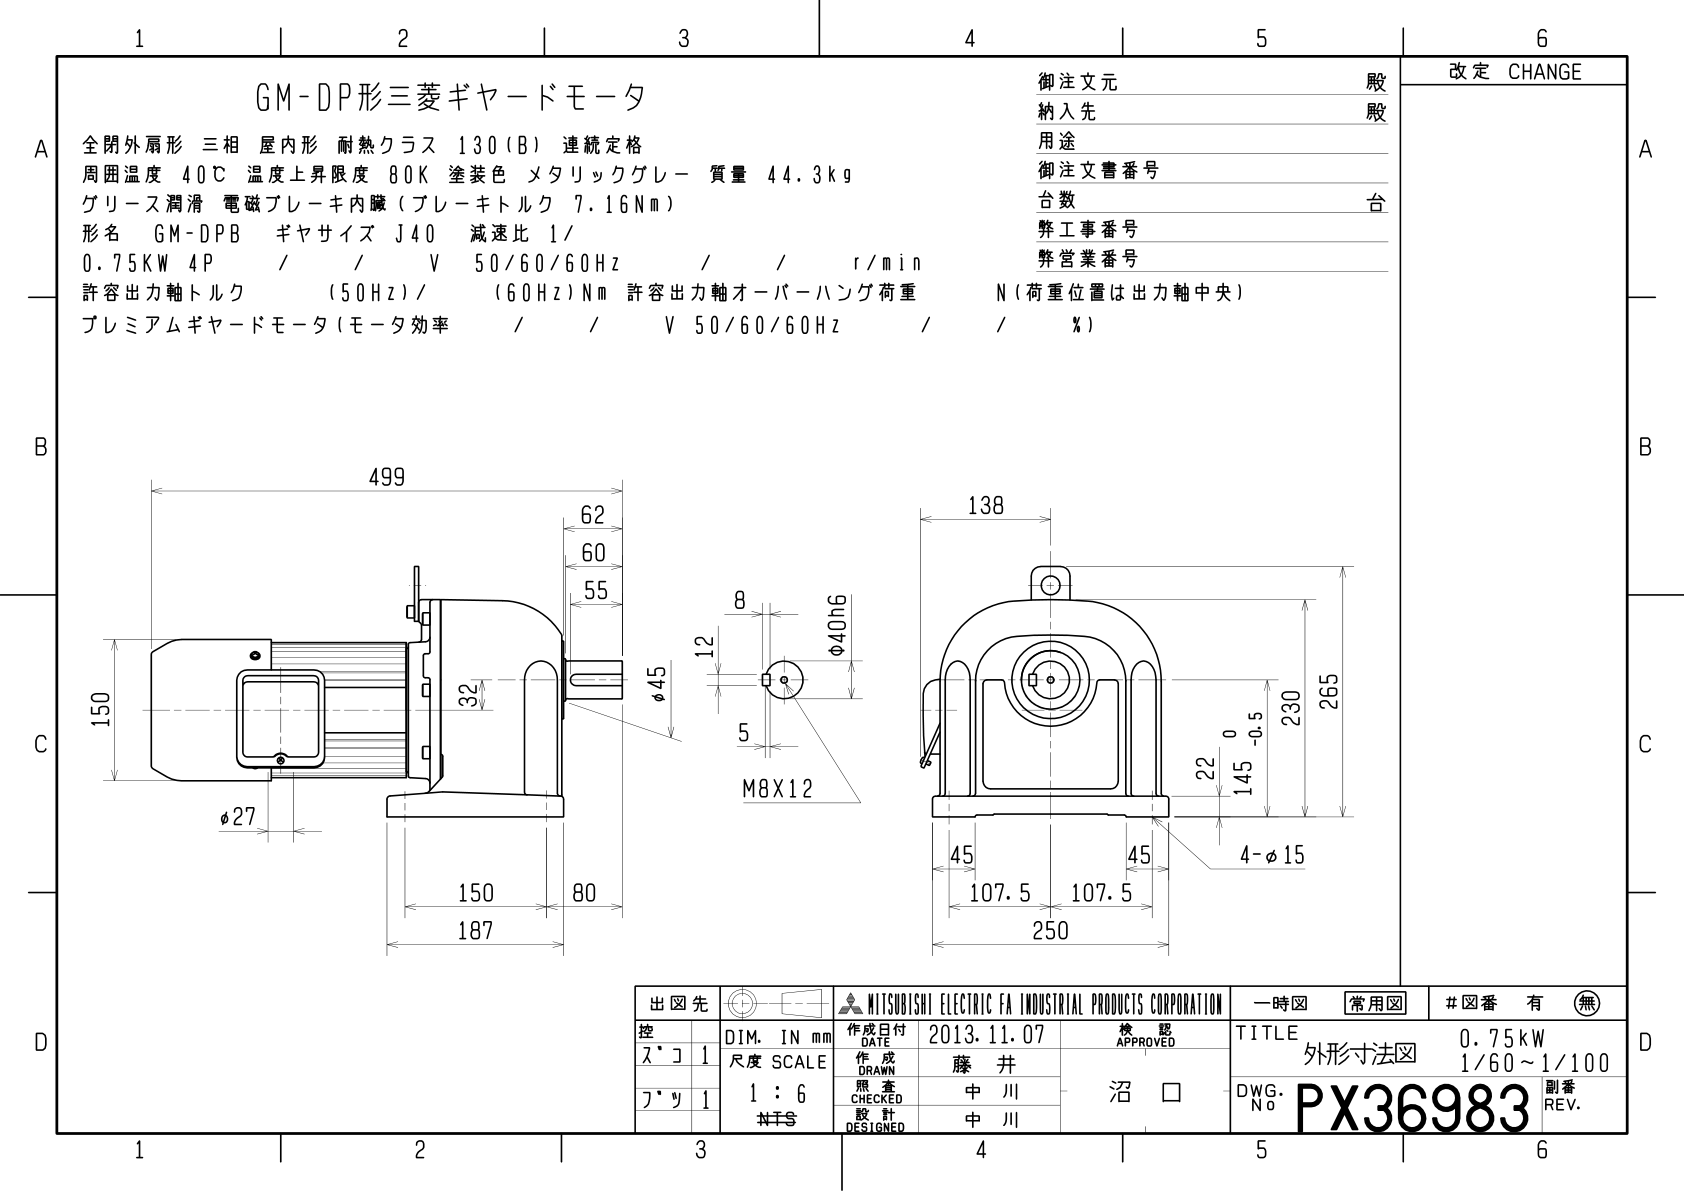 1 2 3 4 5 6
改定 CHANGE
GM-DP形三菱ギヤードモータ
全閉外扇形 三相 屋内形 耐熱クラス 130(B) 連続定格
周囲温度 40℃ 温度上昇限度 80K 塗装色 メタリックグレー 質量 44.3kg
グリース潤滑 電磁ブレーキ内臓(ブレーキトルク 7.16Nm)
形名 GM-DPB ギヤサイズ J40 減速比 1/
0.75KW 4P / / V 50/60/60Hz / / r/min
許容出力軸トルク (50Hz)/ (60Hz)Nm 許容出力軸オーバーハング荷重 N(荷重位置は出力軸中央)
プレミアムギヤードモータ(モータ効率 / / V 50/60/60Hz / / %)
御注文元 殿
納入先 殿
用途
御注文書番号
台数 台
弊工事番号
弊営業番号
A A
B B
C C
D D
499
62
60
55
150
32
φ45
φ27
150 80
187
8
12
φ40h6
5
M8X12
138
265
230
0
145 -0.5
22
4-φ15
45 45
107.5 107.5
250
出図先
控
ズコ 1
ブツ 1
DIM. IN mm
尺度 SCALE
1 : 6
NTS
MITSUBISHI ELECTRIC FA INDUSTRIAL PRODUCTS CORPORATION
作成日付 DATE 2013.11.07
作成 DRAWN 藤井
照査 CHECKED 中川
設計 DESIGNED 中川
検認 APPROVED
沼口
一時図 常用図 #図番 有 無
TITLE 外形寸法図
0.75kW
1/60~1/100
DWG. No PX36983
副番 REV.
1 2 3 4 5 6